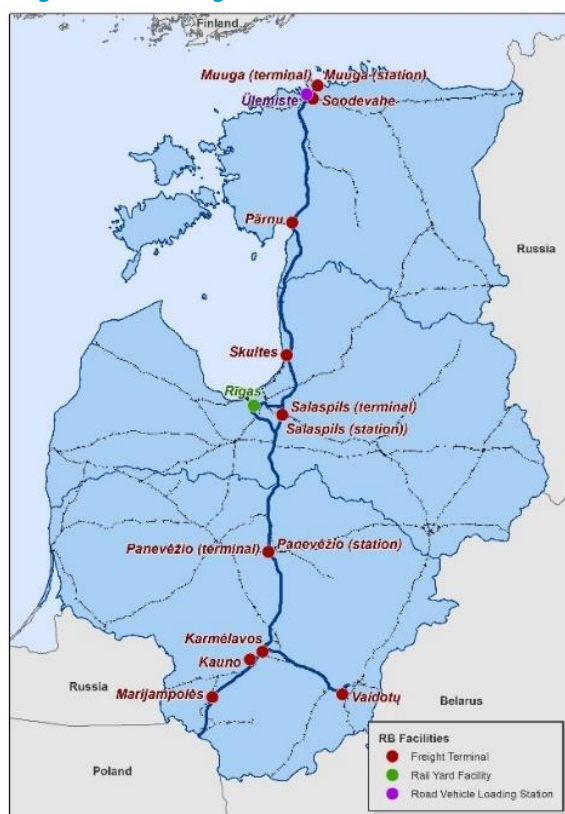 Finland
Muuga (terminal)
Muuga (station)
Ülemiste
Soodevahe
Pärnu
Russia
Skultes
Rīgas
Salaspils (terminal)
Salaspils (station))
Panevėžio (terminal)
Panevėžio (station)
Karmėlavos
Kauno
Marijampolės
Vaidotų
Russia
Belarus
Poland
RB Facilities
Freight Terminal
Rail Yard Facility
Road Vehicle Loading Station